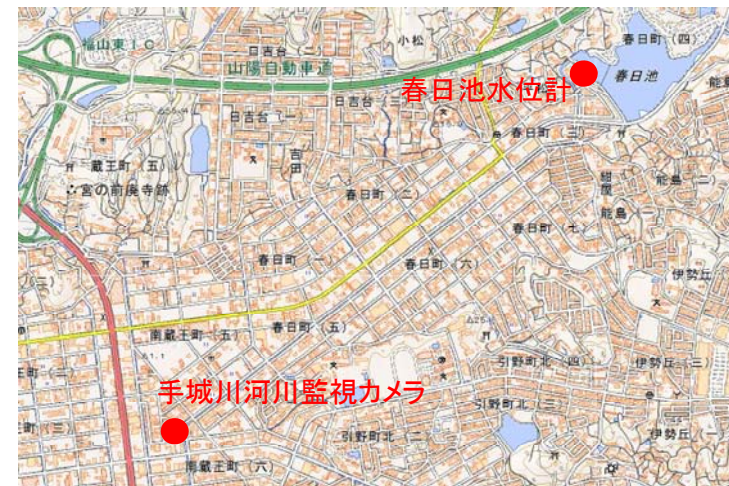 福山東IC
日吉台(二)
小松
春日町(四)
山陽自動車道
春日池
春日池水位計
日吉台(三)
日吉台(一)
春日町(三)
吉田
蔵王町(五)
宮の前廃寺跡
春日町(二)
能島(二)
能島(一)
春日町(七)
春日町(一)
春日町(六)
伊勢丘
南蔵王町(五)
春日町(五)
引野町北(四)
伊勢丘(三)
手城川河川監視カメラ
引野町北(三)
引野町北(二)
伊勢丘(一)
南蔵王町(六)